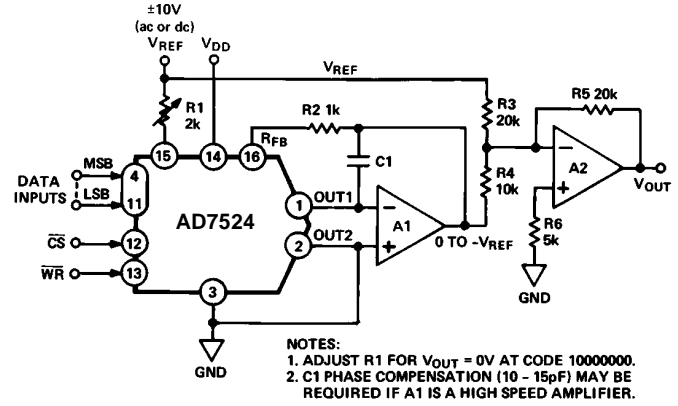 ±10V
(ac or dc)
VREF
VDD
VREF
R1
2k
RFB
R2 1k
R3
20k
R5 20k
C1
15
14
16
MSB
4
DATA
INPUTS
LSB
11
AD7524
1
OUT1
−
A1
+
R4
10k
−
A2
+
VOUT
CS
12
2
OUT2
0 TO -VREF
R6
5k
WR
13
3
GND
GND
NOTES:
1. ADJUST R1 FOR VOUT = 0V AT CODE 10000000.
2. C1 PHASE COMPENSATION (10 – 15pF) MAY BE
REQUIRED IF A1 IS A HIGH SPEED AMPLIFIER.